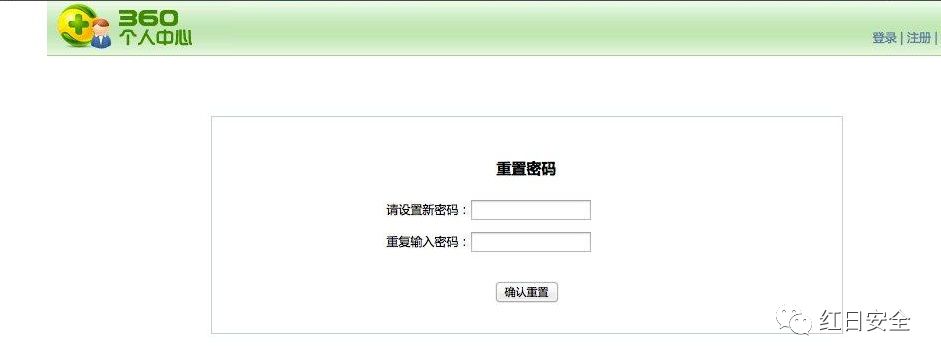 360
个人中心
登录 | 注册 |
重置密码
请设置新密码：
重复输入密码：
确认重置
红日安全